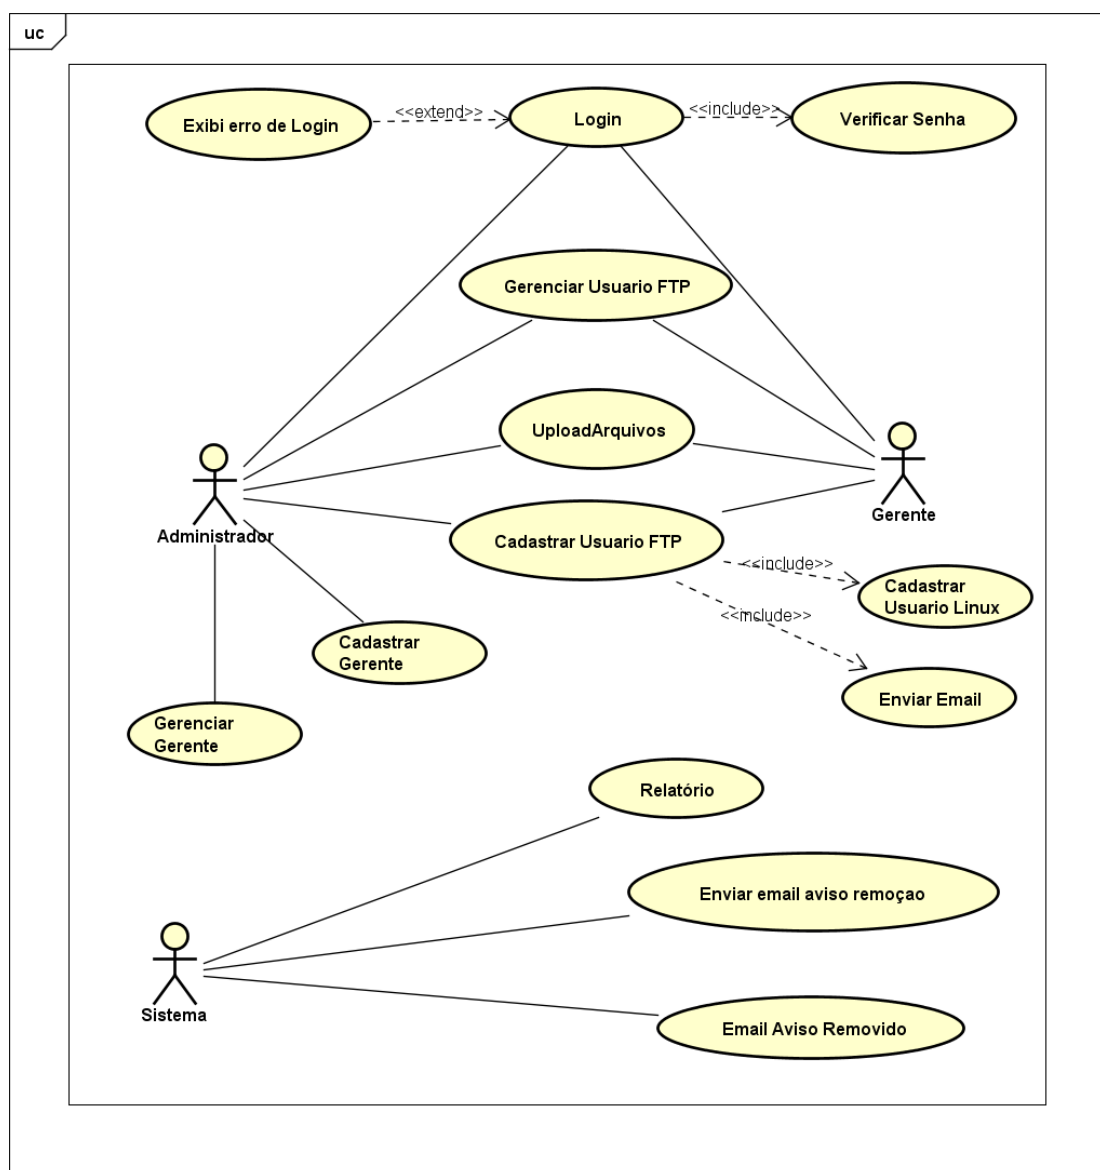 uc
<<extend>>
<<include>>
Exibi erro de Login
Login
Verificar Senha
Gerenciar Usuario FTP
UploadArquivos
Gerente
Administrador
Cadastrar Usuario FTP
<<include>>
Cadastrar
Usuario Linux
<<include>>
Cadastrar
Gerente
Enviar Email
Gerenciar
Gerente
Relatório
Enviar email aviso remoçao
Sistema
Email Aviso Removido